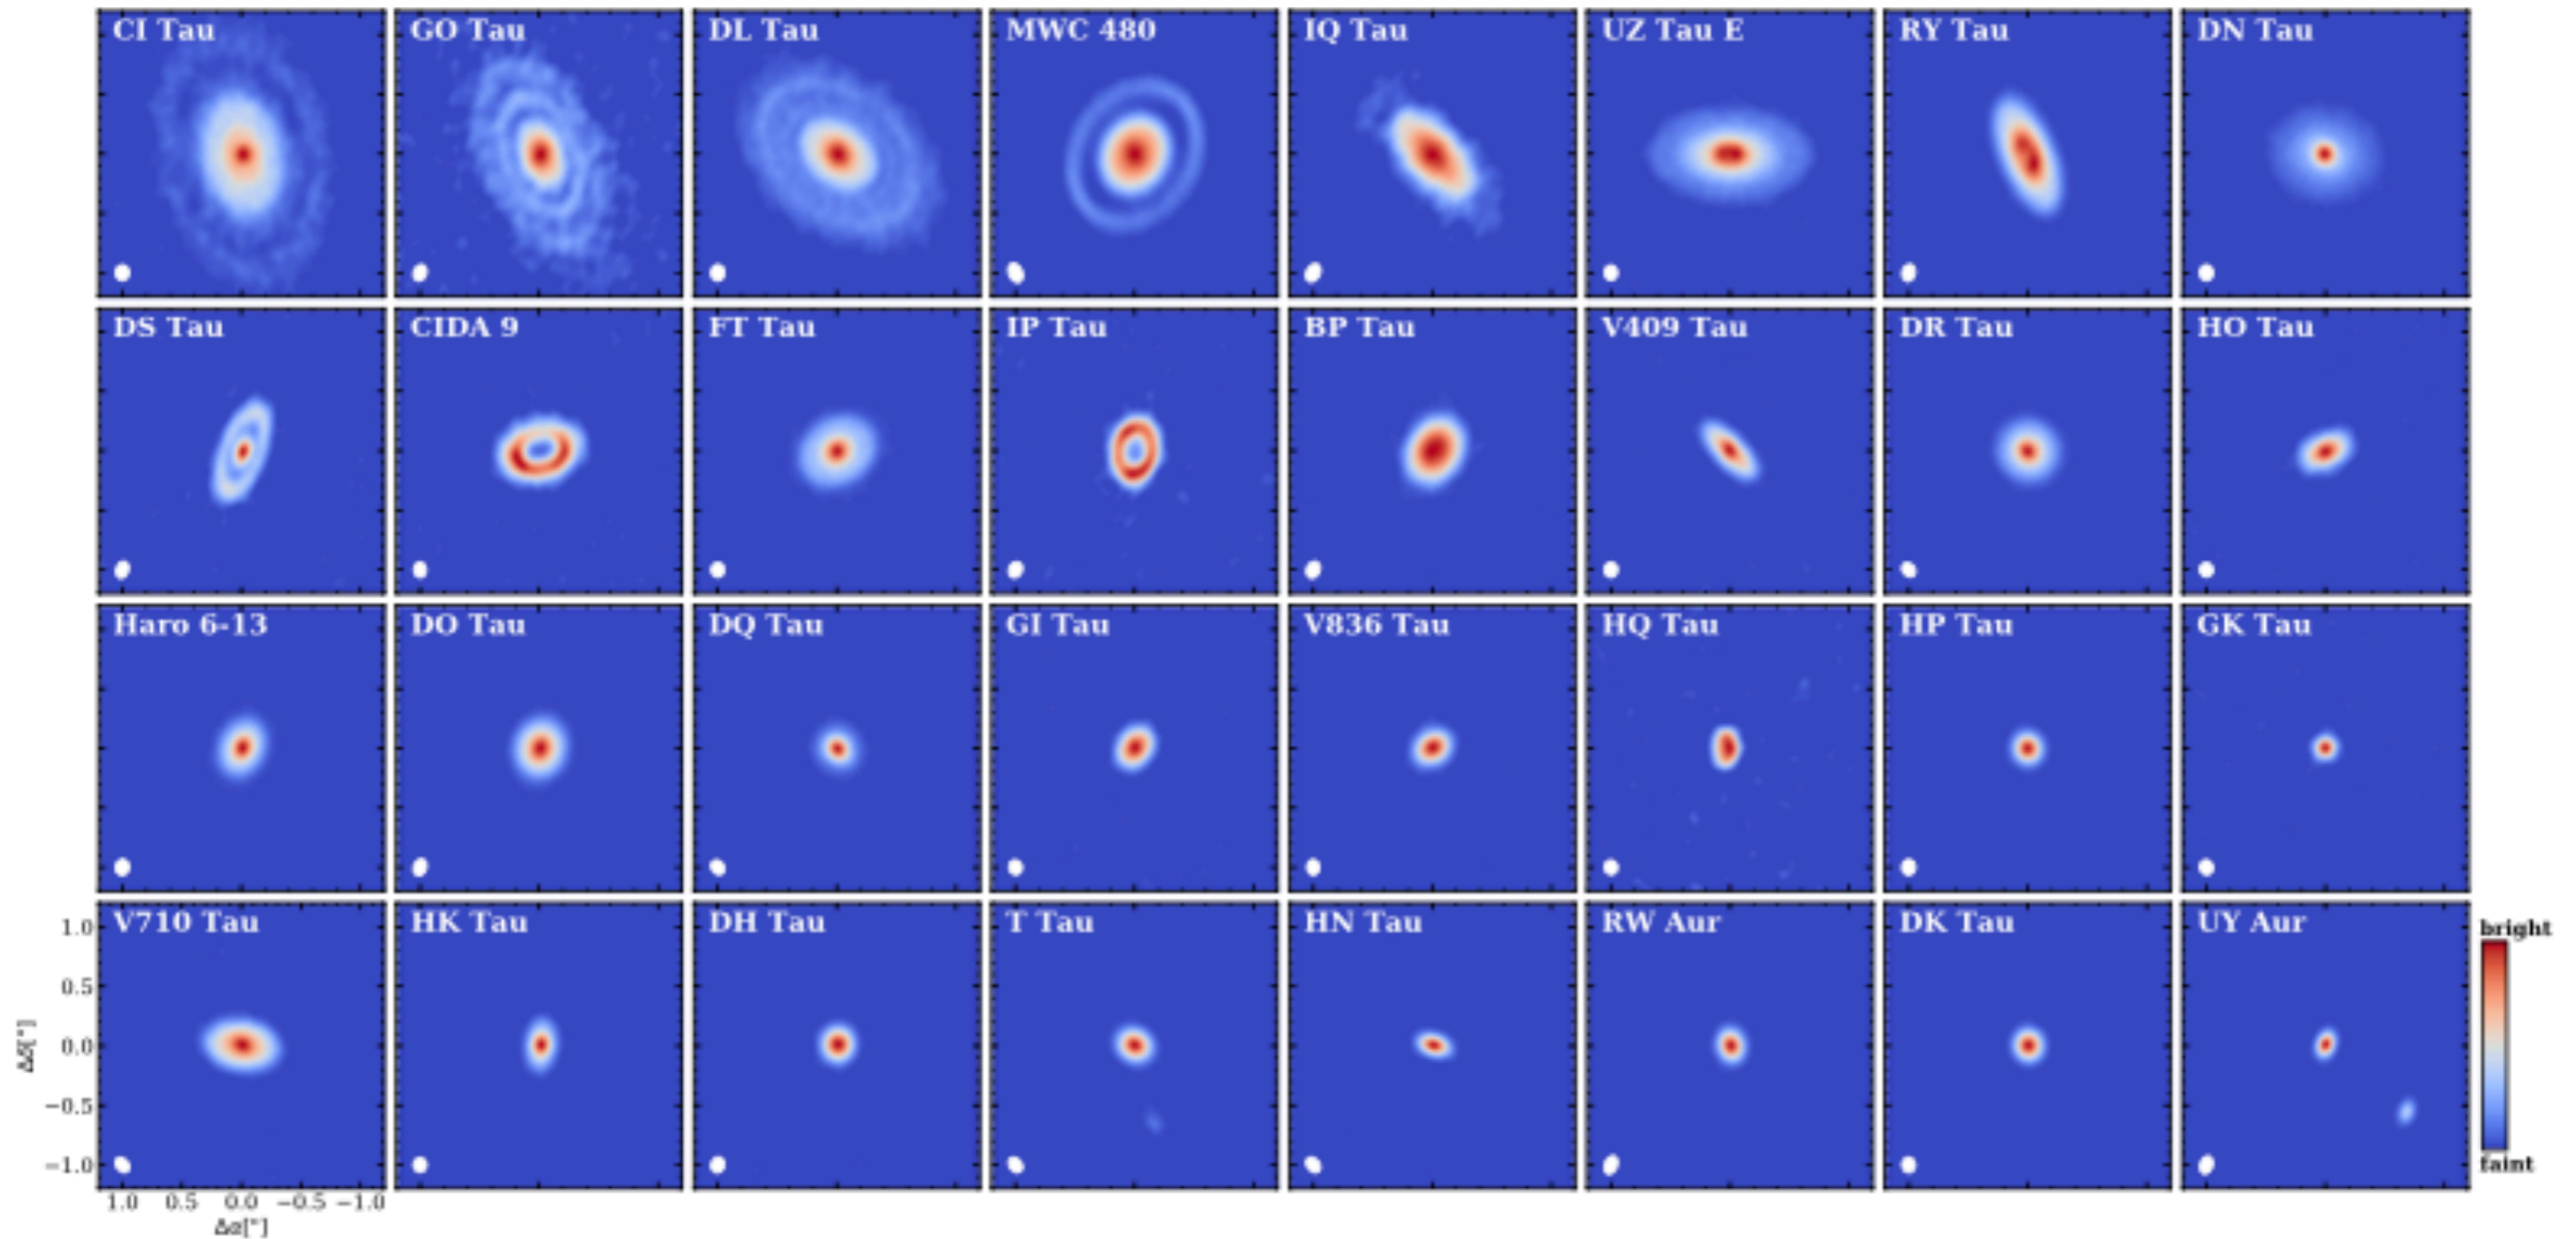 CI Tau GO Tau DL Tau MWC 480 IQ Tau UZ Tau E RY Tau DN Tau
DS Tau CIDA 9 FT Tau IP Tau BP Tau V409 Tau DR Tau HO Tau
Haro 6-13 DO Tau DQ Tau GI Tau V836 Tau HQ Tau HP Tau GK Tau
V710 Tau HK Tau DH Tau T Tau HN Tau RW Aur DK Tau UY Aur
bright
faint
1.0
0.5
0.0
−0.5
−1.0
Δδ["]
1.0 0.5 0.0 −0.5 −1.0
Δα["]